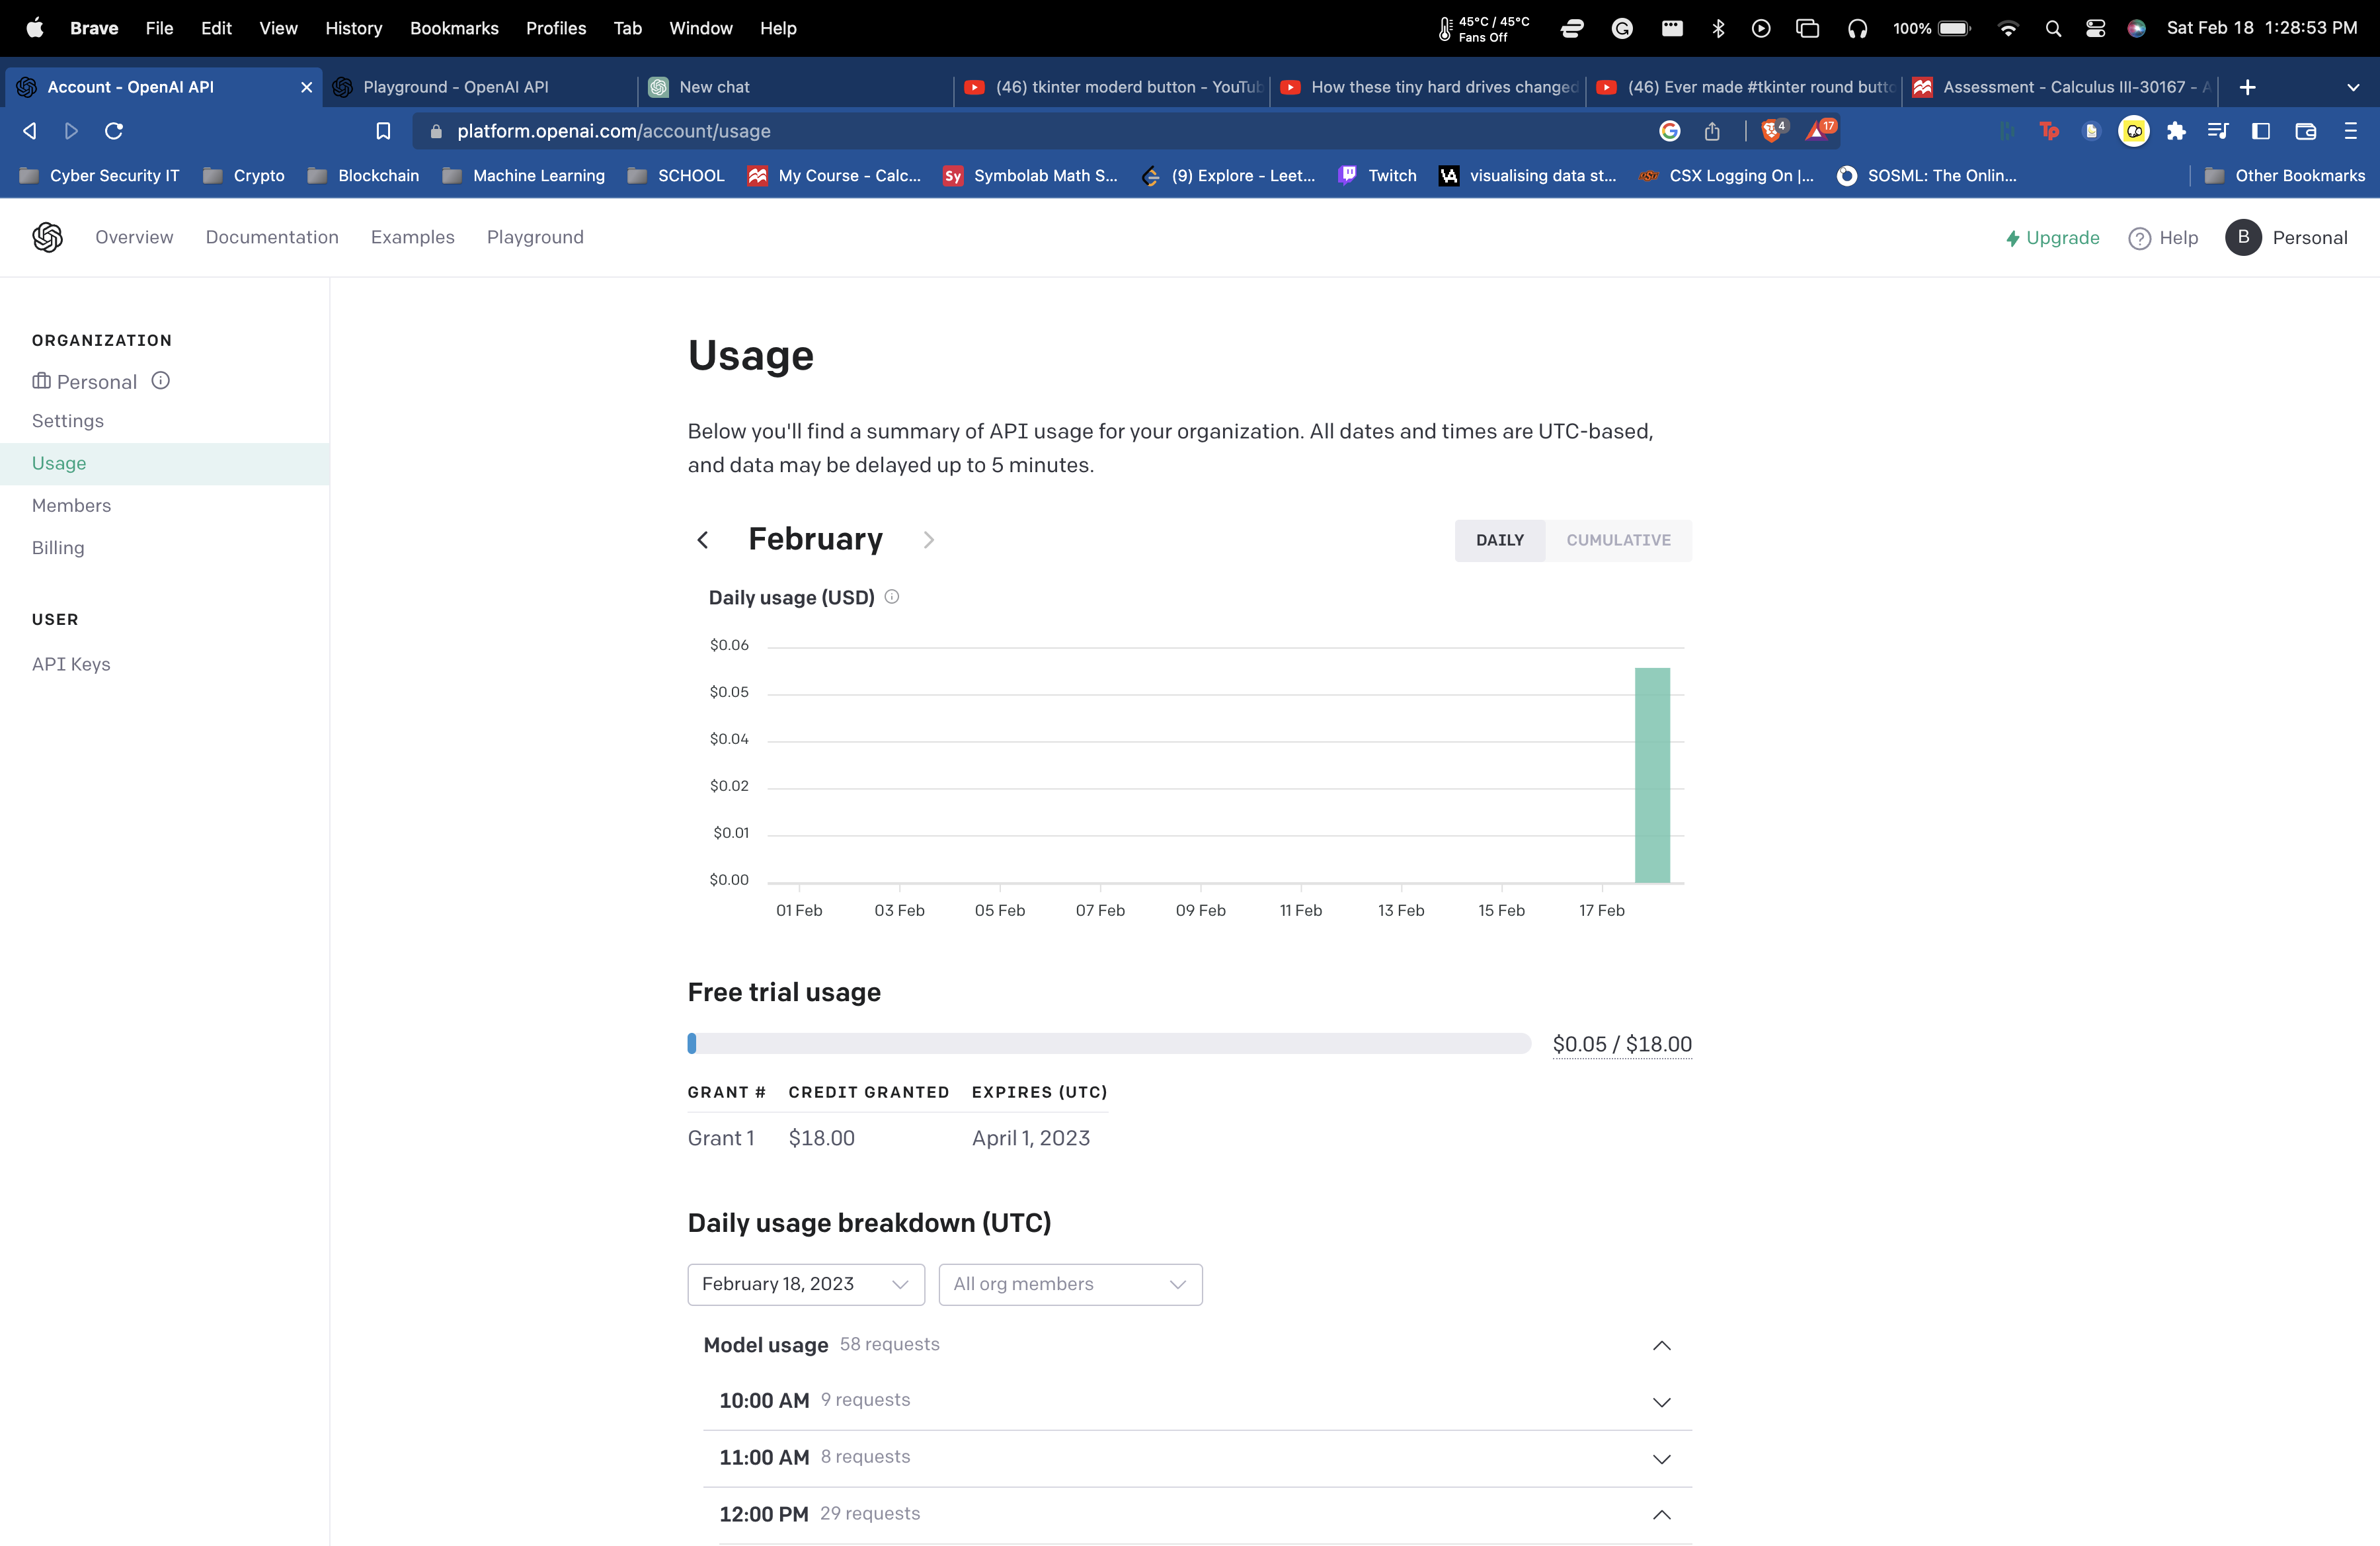 Brave File Edit View History Bookmarks Profiles Tab Window Help 45°C / 45°C Fans Off 100% Sat Feb 18 1:28:53 PM
Account - OpenAI API Playground - OpenAI API New chat (46) tkinter moderd button - YouTub How these tiny hard drives changed (46) Ever made #tkinter round butto Assessment - Calculus III-30167 - A
platform.openai.com/account/usage 4 17 Tp
Cyber Security IT Crypto Blockchain Machine Learning SCHOOL My Course - Calc... Sy Symbolab Math S... (9) Explore - Leet... Twitch VA visualising data st... CSX Logging On |... SOSML: The Onlin... Other Bookmarks
Overview Documentation Examples Playground Upgrade Help B Personal
ORGANIZATION
Personal
Settings
Usage
Members
Billing
USER
API Keys
Usage
Below you'll find a summary of API usage for your organization. All dates and times are UTC-based,
and data may be delayed up to 5 minutes.
February DAILY CUMULATIVE
Daily usage (USD)
$0.06
$0.05
$0.04
$0.02
$0.01
$0.00
01 Feb 03 Feb 05 Feb 07 Feb 09 Feb 11 Feb 13 Feb 15 Feb 17 Feb
Free trial usage
$0.05 / $18.00
GRANT # CREDIT GRANTED EXPIRES (UTC)
Grant 1 $18.00 April 1, 2023
Daily usage breakdown (UTC)
February 18, 2023 All org members
Model usage 58 requests
10:00 AM 9 requests
11:00 AM 8 requests
12:00 PM 29 requests